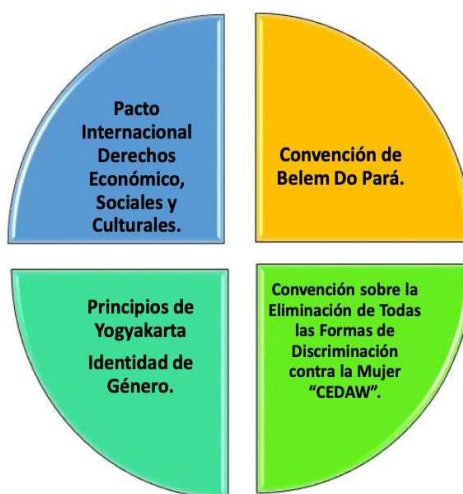 Pacto
Internacional
Derechos
Económico,
Sociales y
Culturales.
Convención de
Belem Do Pará.
Principios de
Yogyakarta
Identidad de
Género.
Convención sobre la
Eliminación de Todas
las Formas de
Discriminación
contra la Mujer
“CEDAW”.